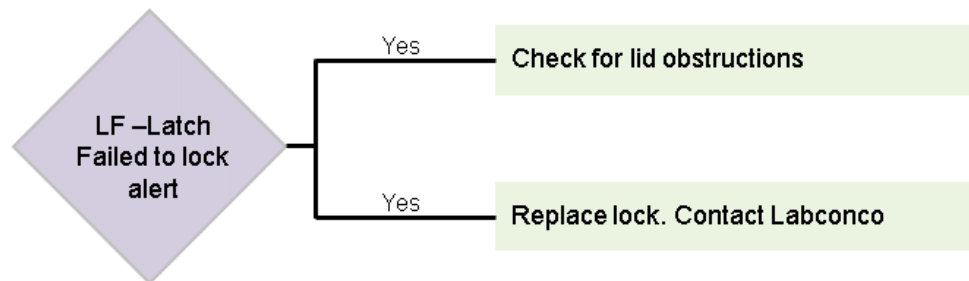 LF –Latch
Failed to lock
alert
Yes
Check for lid obstructions
Yes
Replace lock. Contact Labconco